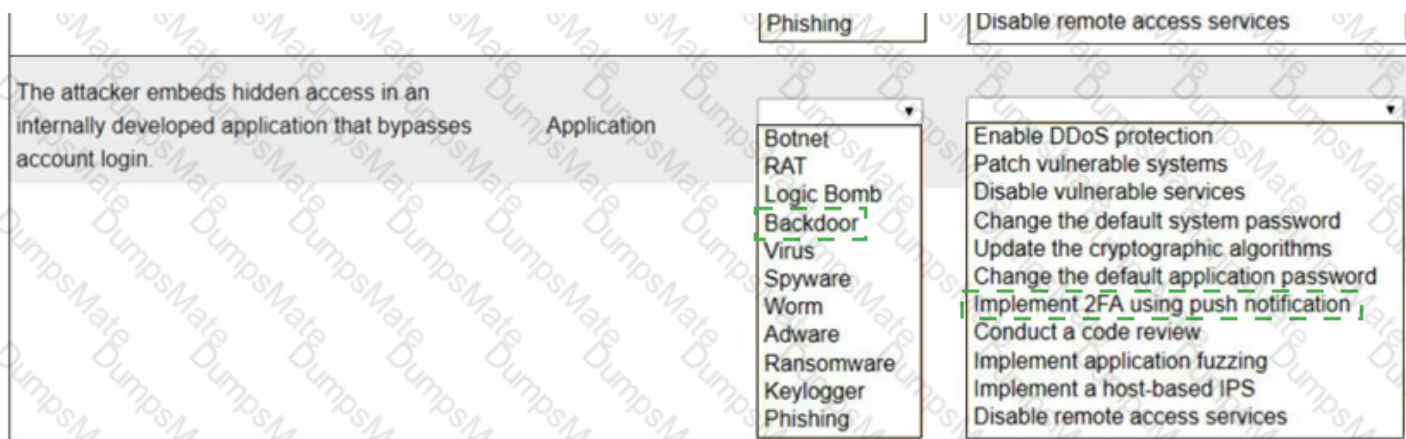 Phishing
Disable remote access services
The attacker embeds hidden access in an
internally developed application that bypasses
account login.
Application
Botnet
RAT
Logic Bomb
Backdoor
Virus
Spyware
Worm
Adware
Ransomware
Keylogger
Phishing
Enable DDoS protection
Patch vulnerable systems
Disable vulnerable services
Change the default system password
Update the cryptographic algorithms
Change the default application password
Implement 2FA using push notification
Conduct a code review
Implement application fuzzing
Implement a host-based IPS
Disable remote access services
DumpsMate